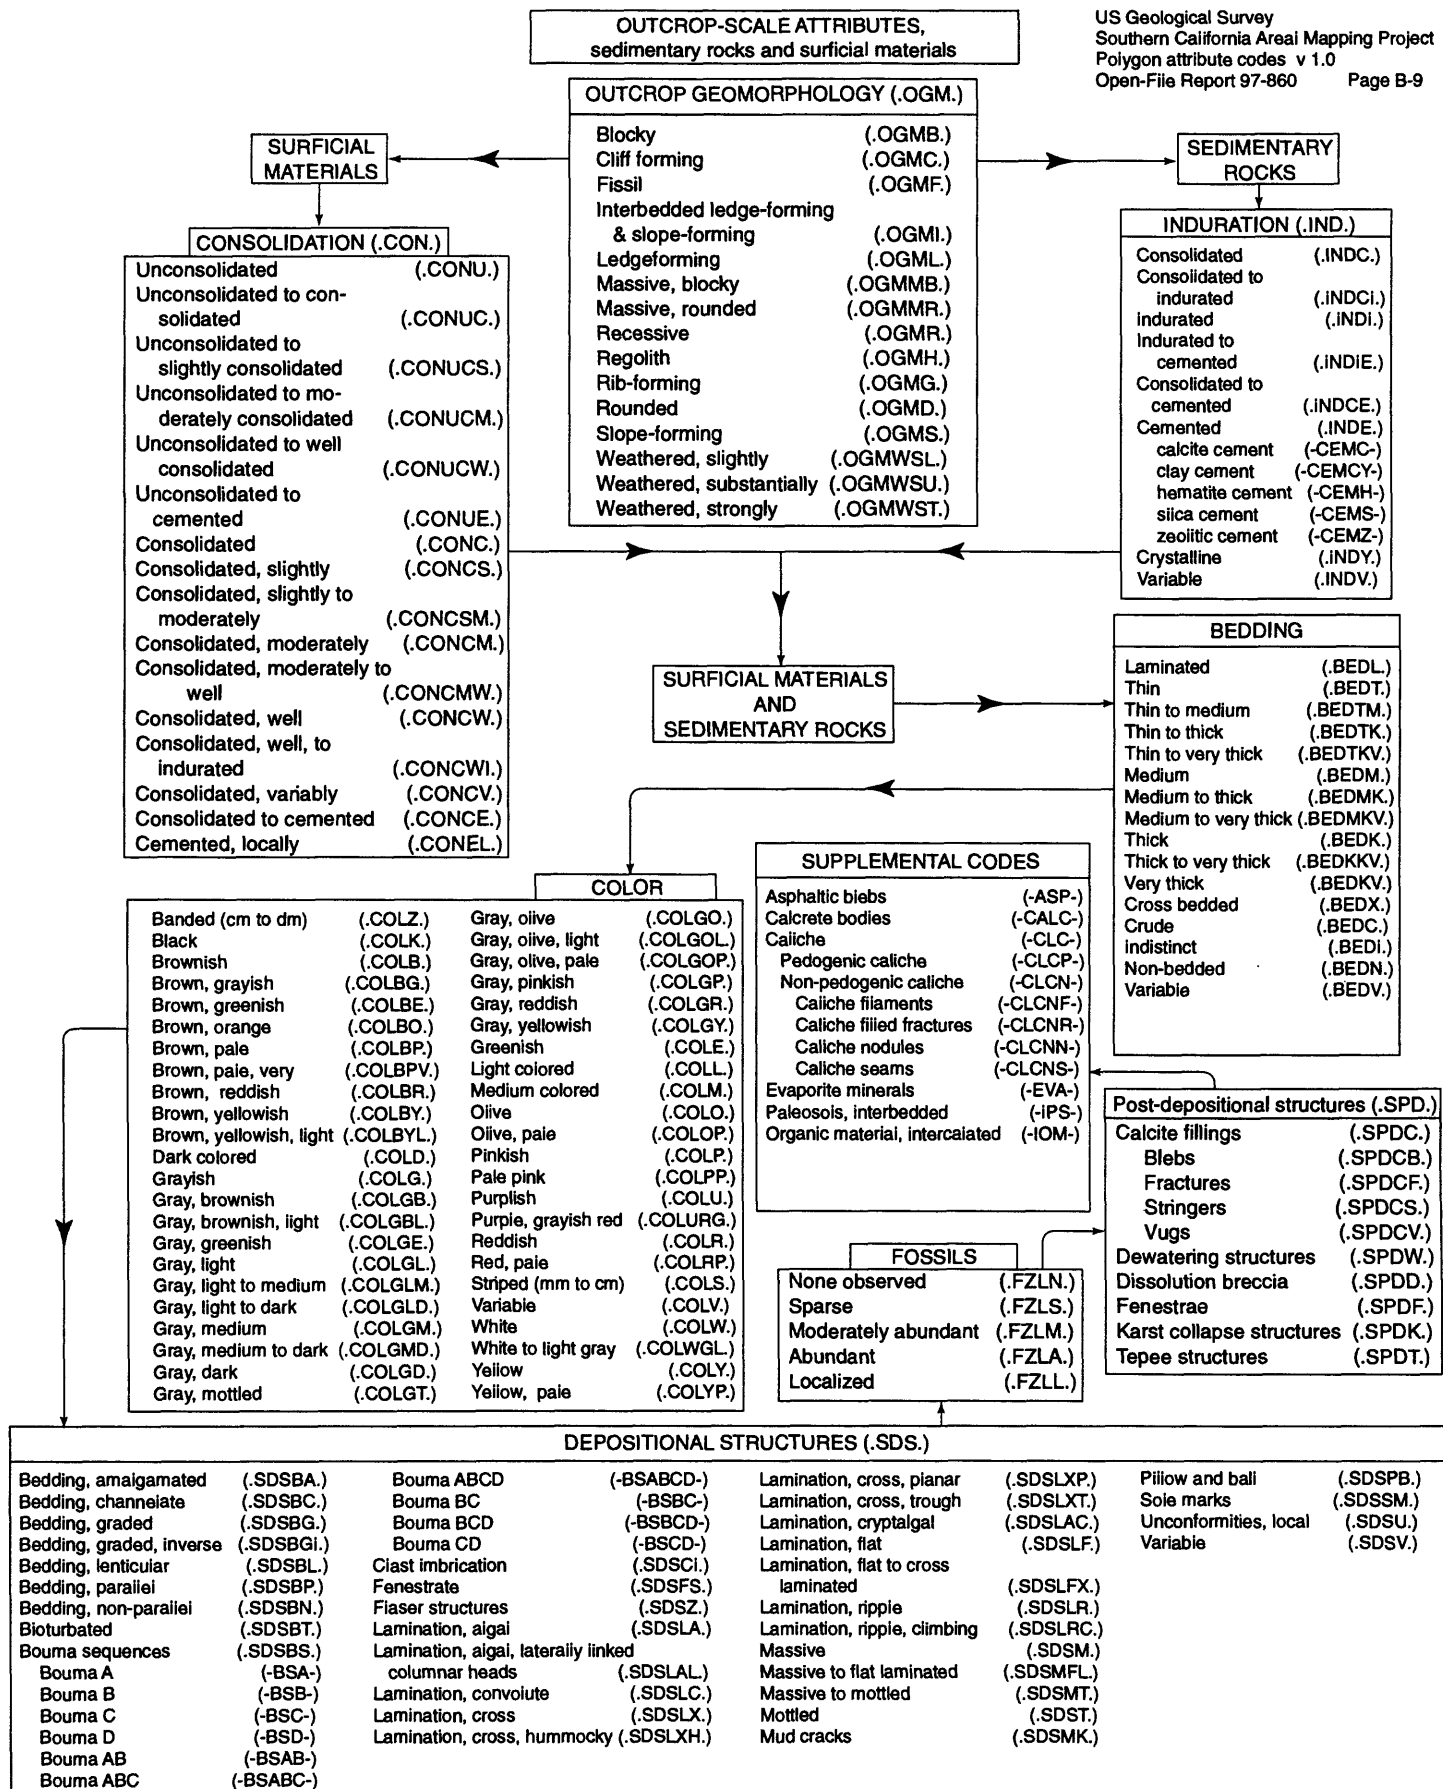 OUTCROP-SCALE ATTRIBUTES,
sedimentary rocks and surficial materials
US Geological Survey
Southern California Areal Mapping Project
Polygon attribute codes v 1.0
Open-File Report 97-860 Page B-9
OUTCROP GEOMORPHOLOGY (.OGM.)
Blocky (.OGMB.)
Cliff forming (.OGMC.)
Fissil (.OGMF.)
Interbedded ledge-forming
& slope-forming (.OGMI.)
Ledgeforming (.OGML.)
Massive, blocky (.OGMMB.)
Massive, rounded (.OGMMR.)
Recessive (.OGMR.)
Regolith (.OGMH.)
Rib-forming (.OGMG.)
Rounded (.OGMD.)
Slope-forming (.OGMS.)
Weathered, slightly (.OGMWSL.)
Weathered, substantially (.OGMWSU.)
Weathered, strongly (.OGMWST.)
SURFICIAL
MATERIALS
CONSOLIDATION (.CON.)
Unconsolidated (.CONU.)
Unconsolidated to con-
solidated (.CONUC.)
Unconsolidated to
slightly consolidated (.CONUCS.)
Unconsolidated to mo-
derately consolidated (.CONUCM.)
Unconsolidated to well
consolidated (.CONUCW.)
Unconsolidated to
cemented (.CONUE.)
Consolidated (.CONC.)
Consolidated, slightly (.CONCS.)
Consolidated, slightly to
moderately (.CONCSM.)
Consolidated, moderately (.CONCM.)
Consolidated, moderately to
well (.CONCMW.)
Consolidated, well (.CONCW.)
Consolidated, well, to
indurated (.CONCWI.)
Consolidated, variably (.CONCV.)
Consolidated to cemented (.CONCE.)
Cemented, locally (.CONEL.)
SEDIMENTARY
ROCKS
INDURATION (.IND.)
Consolidated (.INDC.)
Consolidated to
indurated (.INDCI.)
Indurated (.INDI.)
Indurated to
cemented (.INDIE.)
Consolidated to
cemented (.INDCE.)
Cemented (.INDE.)
calcite cement (-CEMC-)
clay cement (-CEMCY-)
hematite cement (-CEMH-)
silca cement (-CEMS-)
zeolitic cement (-CEMZ-)
Crystalline (.INDY.)
Variable (.INDV.)
SURFICIAL MATERIALS
AND
SEDIMENTARY ROCKS
BEDDING
Laminated (.BEDL.)
Thin (.BEDT.)
Thin to medium (.BEDTM.)
Thin to thick (.BEDTK.)
Thin to very thick (.BEDTKV.)
Medium (.BEDM.)
Medium to thick (.BEDMK.)
Medium to very thick (.BEDMKV.)
Thick (.BEDK.)
Thick to very thick (.BEDKKV.)
Very thick (.BEDKV.)
Cross bedded (.BEDX.)
Crude (.BEDC.)
Indistinct (.BEDI.)
Non-bedded (.BEDN.)
Variable (.BEDV.)
COLOR
Banded (cm to dm) (.COLZ.)
Black (.COLK.)
Brownish (.COLB.)
Brown, grayish (.COLBG.)
Brown, greenish (.COLBE.)
Brown, orange (.COLBO.)
Brown, pale (.COLBP.)
Brown, pale, very (.COLBPV.)
Brown, reddish (.COLBR.)
Brown, yellowish (.COLBY.)
Brown, yellowish, light (.COLBYL.)
Dark colored (.COLD.)
Grayish (.COLG.)
Gray, brownish (.COLGB.)
Gray, brownish, light (.COLGBL.)
Gray, greenish (.COLGE.)
Gray, light (.COLGL.)
Gray, light to medium (.COLGLM.)
Gray, light to dark (.COLGLD.)
Gray, medium (.COLGM.)
Gray, medium to dark (.COLGMD.)
Gray, dark (.COLGD.)
Gray, mottled (.COLGT.)
Gray, olive (.COLGO.)
Gray, olive, light (.COLGOL.)
Gray, olive, pale (.COLGOP.)
Gray, pinkish (.COLGP.)
Gray, reddish (.COLGR.)
Gray, yellowish (.COLGY.)
Greenish (.COLE.)
Light colored (.COLL.)
Medium colored (.COLM.)
Olive (.COLO.)
Olive, pale (.COLOP.)
Pinkish (.COLP.)
Pale pink (.COLPP.)
Purplish (.COLU.)
Purple, grayish red (.COLURG.)
Reddish (.COLR.)
Red, pale (.COLRP.)
Striped (mm to cm) (.COLS.)
Variable (.COLV.)
White (.COLW.)
White to light gray (.COLWGL.)
Yellow (.COLY.)
Yellow, pale (.COLYP.)
SUPPLEMENTAL CODES
Asphaltic blebs (-ASP-)
Calcrete bodies (-CALC-)
Caliche (-CLC-)
Pedogenic caliche (-CLCP-)
Non-pedogenic caliche (-CLCN-)
Caliche filaments (-CLCNF-)
Caliche filled fractures (-CLCNR-)
Caliche nodules (-CLCNN-)
Caliche seams (-CLCNS-)
Evaporite minerals (-EVA-)
Paleosols, interbedded (-IPS-)
Organic material, intercalated (-IOM-)
Post-depositional structures (.SPD.)
Calcite fillings (.SPDC.)
Blebs (.SPDCB.)
Fractures (.SPDCF.)
Stringers (.SPDCS.)
Vugs (.SPDCV.)
Dewatering structures (.SPDW.)
Dissolution breccia (.SPDD.)
Fenestrae (.SPDF.)
Karst collapse structures (.SPDK.)
Tepee structures (.SPDT.)
FOSSILS
None observed (.FZLN.)
Sparse (.FZLS.)
Moderately abundant (.FZLM.)
Abundant (.FZLA.)
Localized (.FZLL.)
DEPOSITIONAL STRUCTURES (.SDS.)
Bedding, amalgamated (.SDSBA.)
Bedding, channelate (.SDSBC.)
Bedding, graded (.SDSBG.)
Bedding, graded, inverse (.SDSBGI.)
Bedding, lenticular (.SDSBL.)
Bedding, parallel (.SDSBP.)
Bedding, non-parallel (.SDSBN.)
Bioturbated (.SDSBT.)
Bouma sequences (.SDSBS.)
Bouma A (-BSA-)
Bouma B (-BSB-)
Bouma C (-BSC-)
Bouma D (-BSD-)
Bouma AB (-BSAB-)
Bouma ABC (-BSABC-)
Bouma ABCD (-BSABCD-)
Bouma BC (-BSBC-)
Bouma BCD (-BSBCD-)
Bouma CD (-BSCD-)
Clast imbrication (.SDSCI.)
Fenestrate (.SDSFS.)
Flaser structures (.SDSZ.)
Lamination, algal (.SDSLA.)
Lamination, algal, laterally linked
columnar heads (.SDSLAL.)
Lamination, convolute (.SDSLC.)
Lamination, cross (.SDSLX.)
Lamination, cross, hummocky (.SDSLXH.)
Lamination, cross, planar (.SDSLXP.)
Lamination, cross, trough (.SDSLXT.)
Lamination, cryptalgal (.SDSLAC.)
Lamination, flat (.SDSLF.)
Lamination, flat to cross
laminated (.SDSLFX.)
Lamination, ripple (.SDSLR.)
Lamination, ripple, climbing (.SDSLRC.)
Massive (.SDSM.)
Massive to flat laminated (.SDSMFL.)
Massive to mottled (.SDSMT.)
Mottled (.SDST.)
Mud cracks (.SDSMK.)
Pillow and ball (.SDSPB.)
Sole marks (.SDSSM.)
Unconformities, local (.SDSU.)
Variable (.SDSV.)